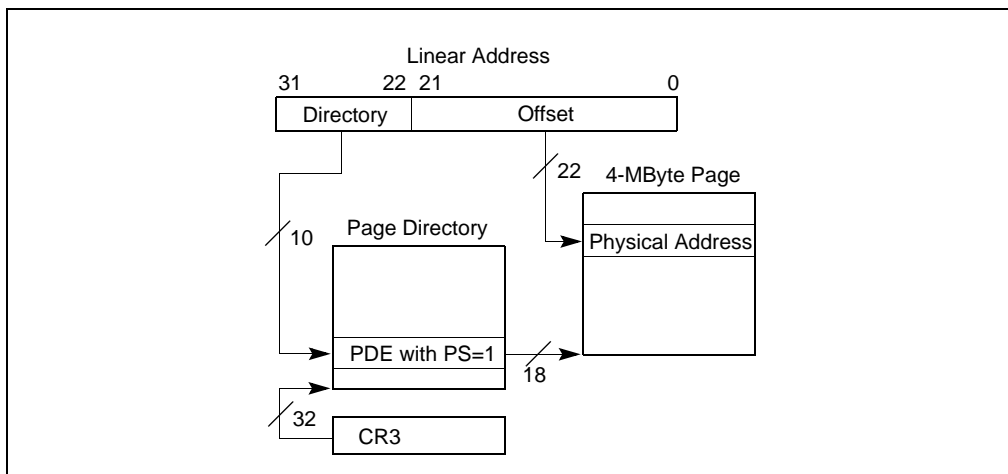 Linear Address
31 22 21 0
Directory Offset
22
4-MByte Page
Physical Address
10
Page Directory
PDE with PS=1
18
32
CR3